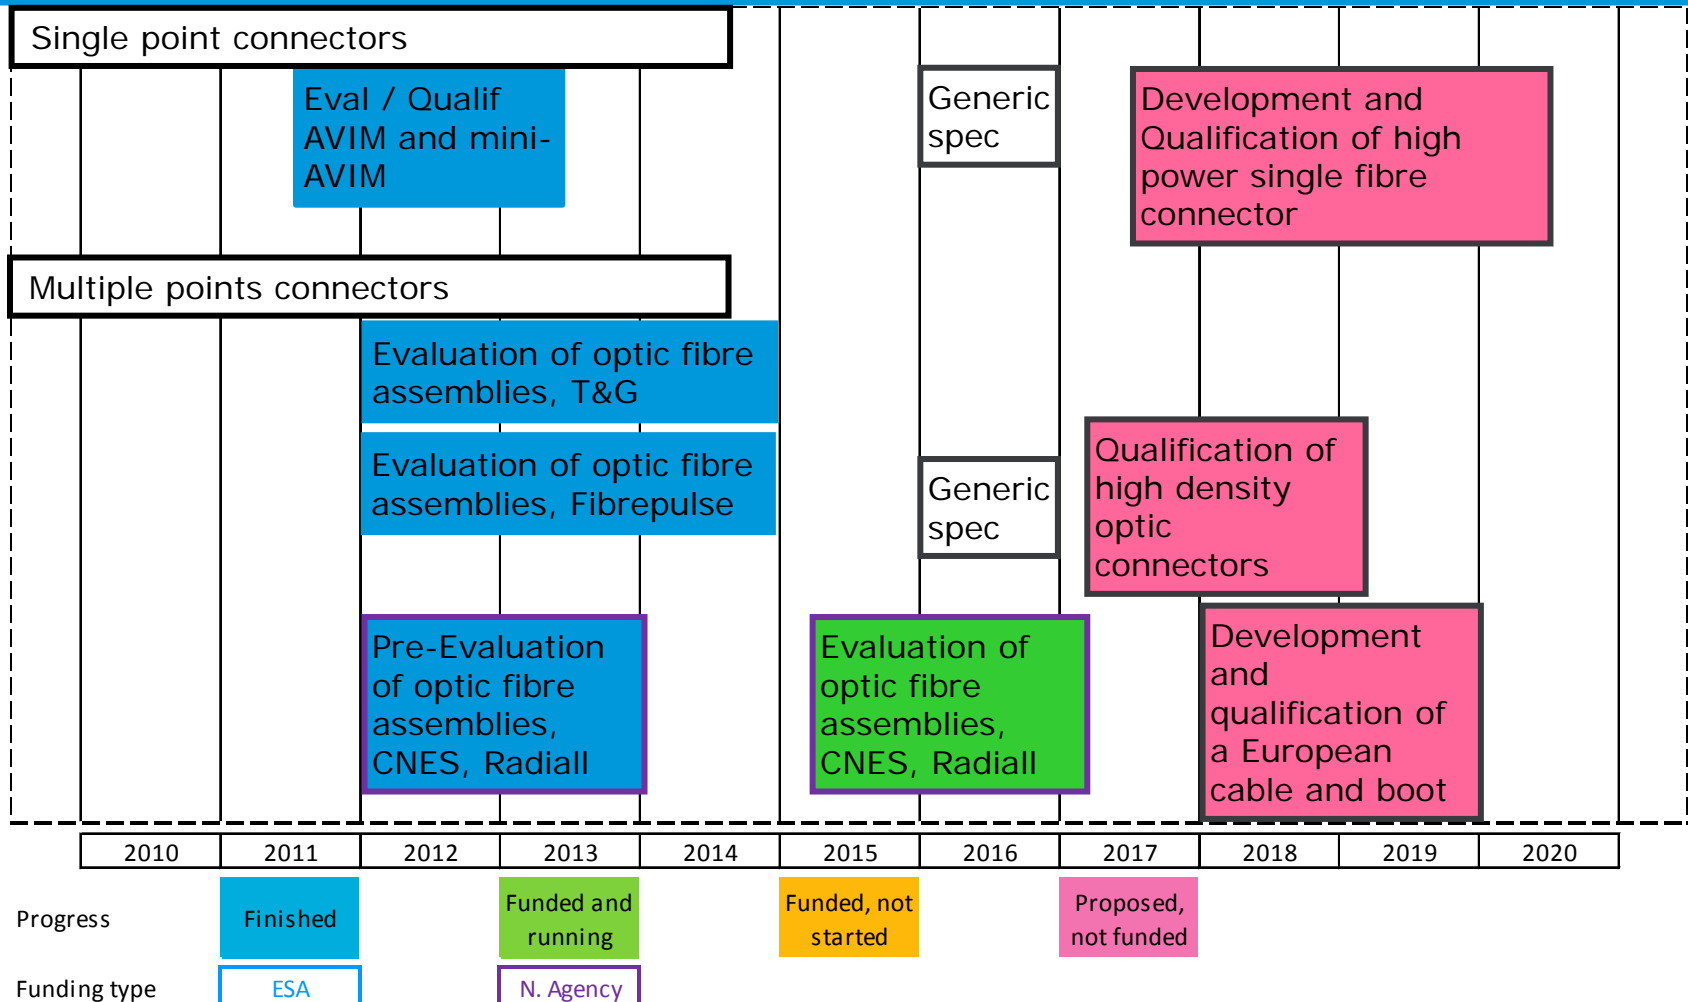 Single point connectors
Eval / Qualif
AVIM and mini-
AVIM
Generic
spec
Development and
Qualification of high
power single fibre
connector
Multiple points connectors
Evaluation of optic fibre
assemblies, T&G
Evaluation of optic fibre
assemblies, Fibrepulse
Generic
spec
Qualification of
high density
optic
connectors
Pre-Evaluation
of optic fibre
assemblies,
CNES, Radiall
Evaluation of
optic fibre
assemblies,
CNES, Radiall
Development
and
qualification of
a European
cable and boot
2010 2011 2012 2013 2014 2015 2016 2017 2018 2019 2020
Progress
Finished
Funded and
running
Funded, not
started
Proposed,
not funded
Funding type
ESA
N. Agency